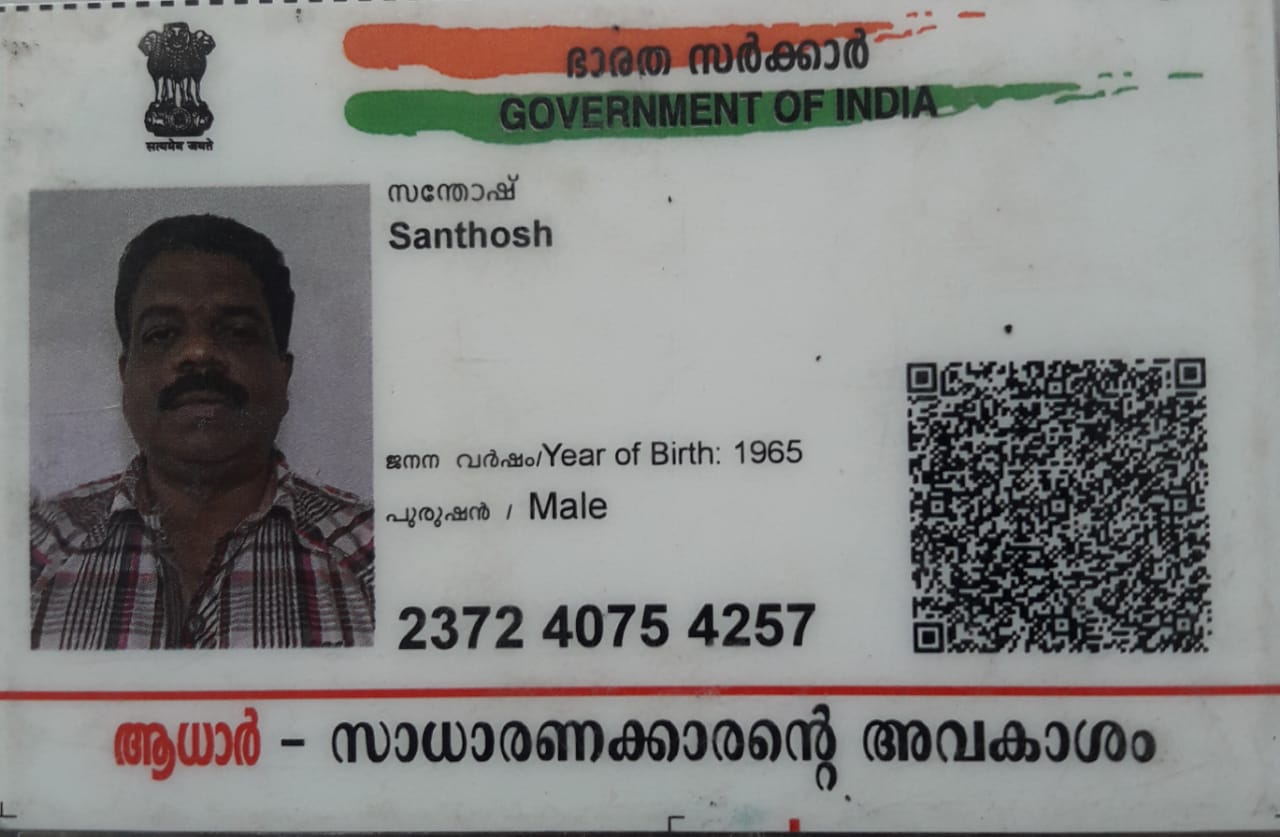 ഭാരത സർക്കാർ
GOVERNMENT OF INDIA
सत्यमेव जयते
സന്തോഷ്
Santhosh
ജനന വർഷം/Year of Birth: 1965
പുരുഷൻ / Male
2372 4075 4257
ആധാർ - സാധാരണക്കാരന്റെ അവകാശം